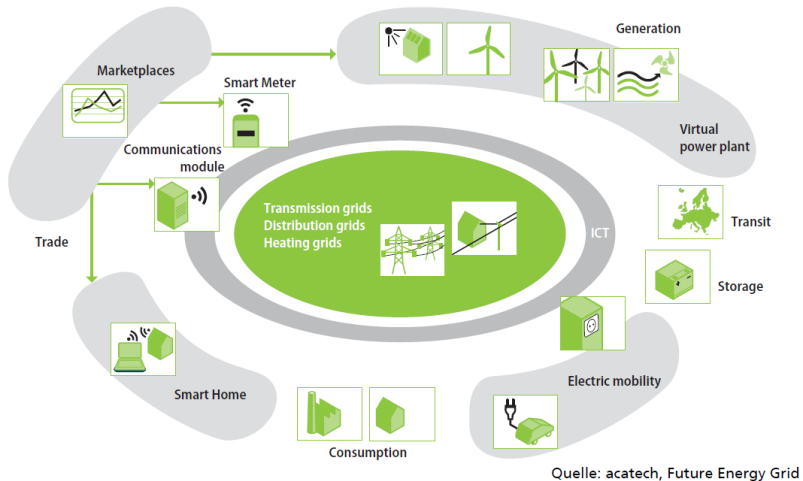 Generation
Marketplaces
Smart Meter
Virtual
power plant
Communications
module
Transmission grids
Distribution grids
Heating grids
ICT
Transit
Trade
Storage
Smart Home
Electric mobility
Consumption
Quelle: acatech, Future Energy Grid